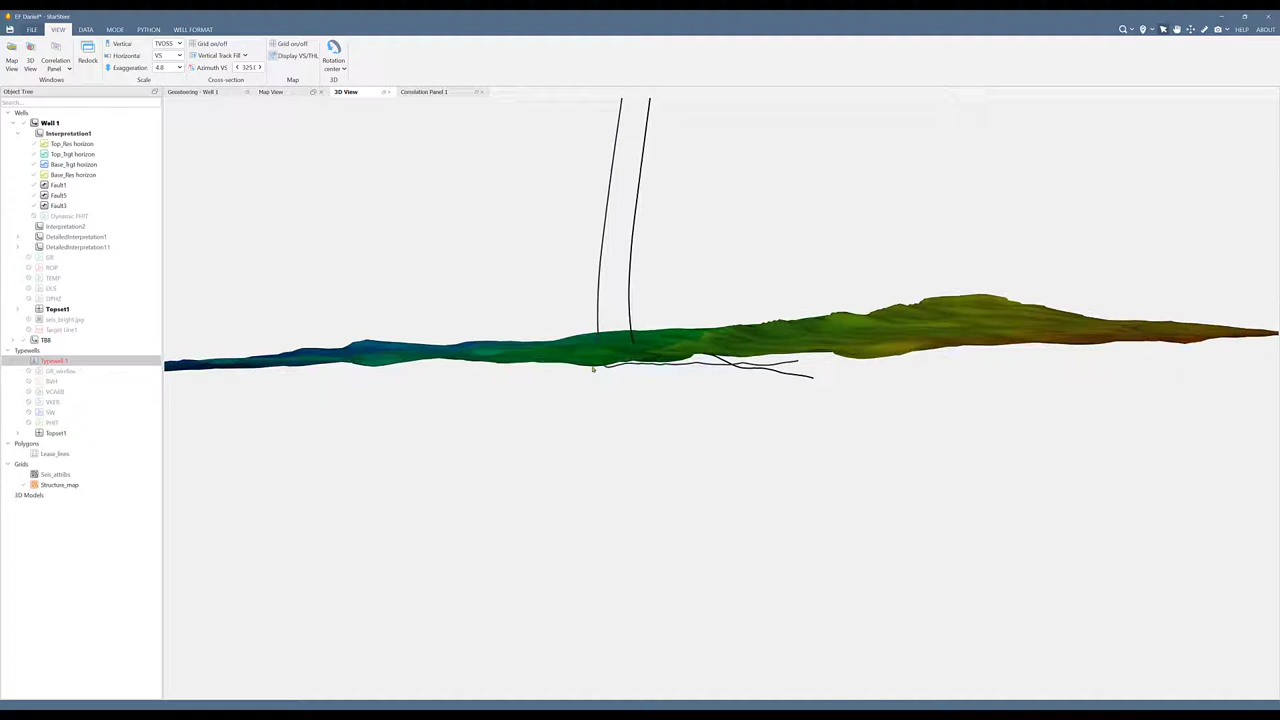 EF Daniel* - StarSteer
FILE VIEW DATA MODE PYTHON WELL FORMAT HELP ABOUT
Map View
3D View
Correlation Panel
Windows
Redock
Vertical TVDSS
Horizontal VS
Exaggeration 4.8
Scale
Grid on/off
Vertical Track Fill
Azimuth VS
Cross-section
Grid on/off
Display VS/THL
Map
Rotation center
3D
Object Tree
Geosteering - Well 1 Map View 3D View Correlation Panel 1
Search...
Wells
Well 1
Interpretation1
Top_Res horizon
Top_Trgt horizon
Base_Trgt horizon
Base_Res horizon
Fault1
Fault5
Fault3
Dynamic PHIT
Interpretation2
DetailedInterpretation1
DetailedInterpretation11
GR
ROP
TEMP
DLS
DPHZ
Topset1
seis_bright.jpg
Target Line1
TB8
Typewells
Typewell 1
GR_wireline
BVH
VCARB
VKER
SW
PHIT
Topset1
Polygons
Lease_lines
Grids
Seis_attribs
Structure_map
3D Models